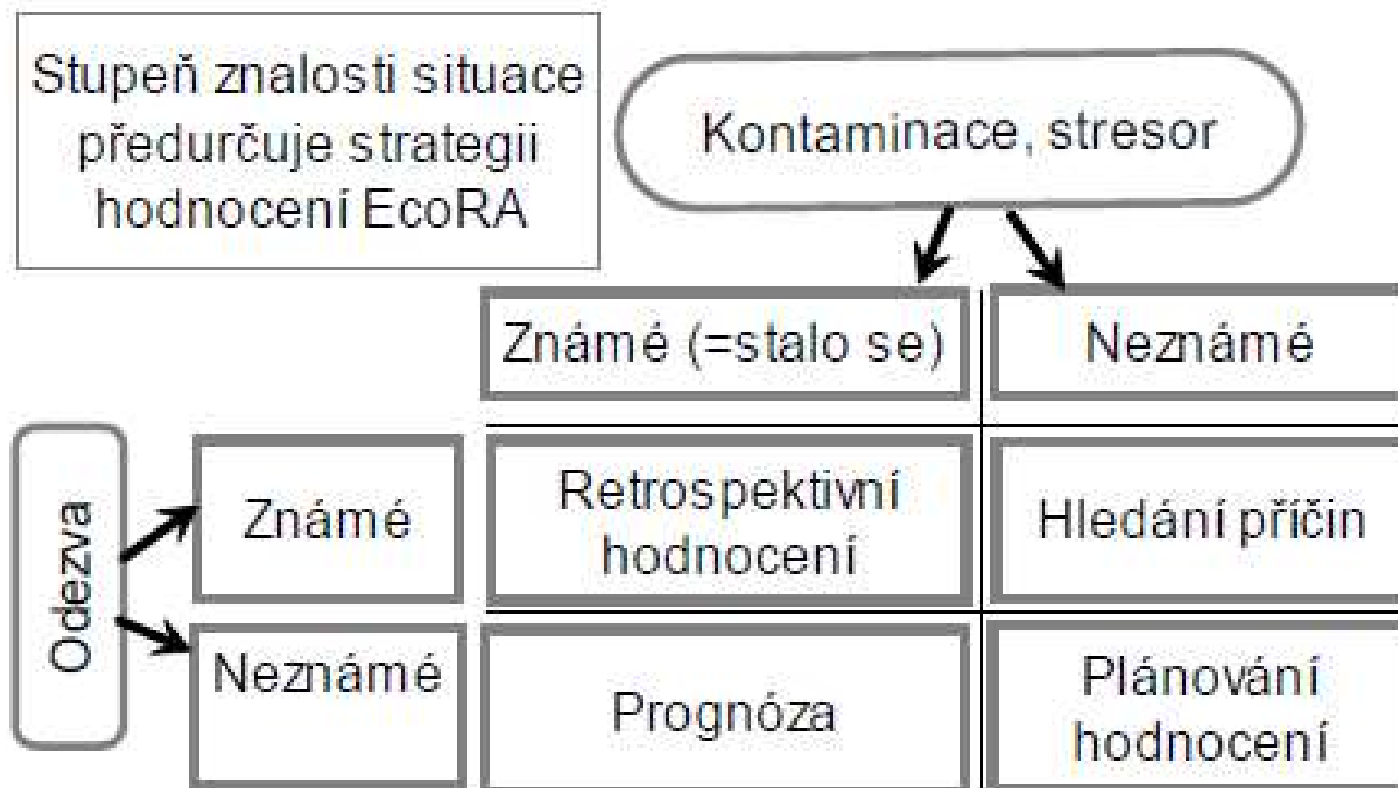 Stupeň znalosti situace
předurčuje strategii
hodnocení EcoRA
Kontaminace, stresor
Známé (=stalo se)
Neznámé
Odezva
Známé
Retrospektivní
hodnocení
Hledání příčin
Neznámé
Prognóza
Plánování
hodnocení